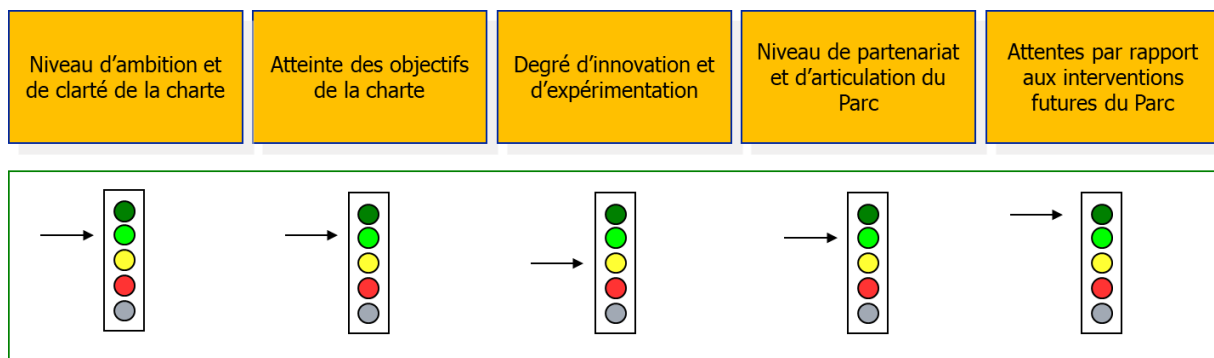 Niveau d’ambition et
de clarté de la charte
Atteinte des objectifs
de la charte
Degré d’innovation et
d’expérimentation
Niveau de partenariat
et d’articulation du
Parc
Attentes par rapport
aux interventions
futures du Parc